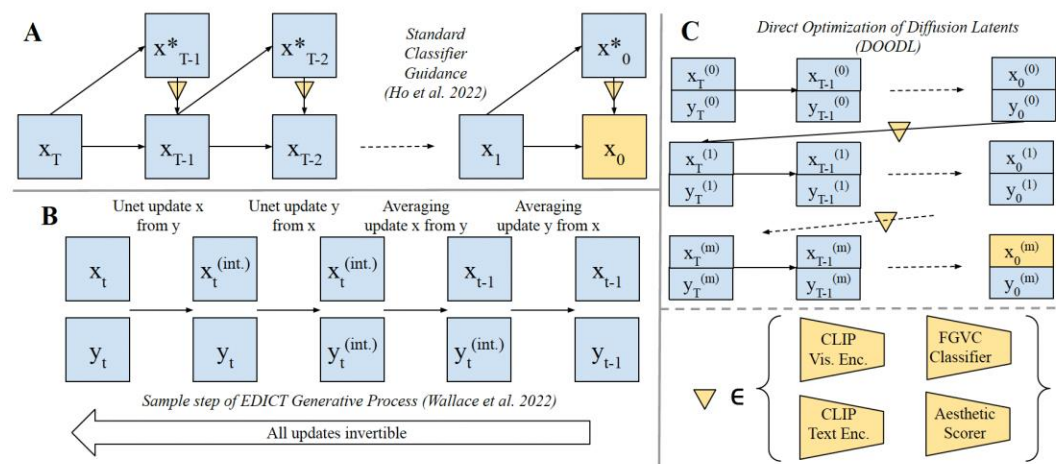 A
Standard
Classifier
Guidance
(Ho et al. 2022)
x*T-1
x*T-2
x*0
xT
xT-1
xT-2
x1
x0
B
Unet update x
from y
Unet update y
from x
Averaging
update x from y
Averaging
update y from x
xt
xt(int.)
xt(int.)
xt-1
xt-1
yt
yt
yt(int.)
yt(int.)
yt-1
Sample step of EDICT Generative Process (Wallace et al. 2022)
All updates invertible
C
Direct Optimization of Diffusion Latents
(DOODL)
xT(0)
xT-1(0)
x0(0)
yT(0)
yT-1(0)
y0(0)
xT(1)
xT-1(1)
x0(1)
yT(1)
yT-1(1)
y0(1)
xT(m)
xT-1(m)
x0(m)
yT(m)
yT-1(m)
y0(m)
∈
CLIP
Vis. Enc.
FGVC
Classifier
CLIP
Text Enc.
Aesthetic
Scorer